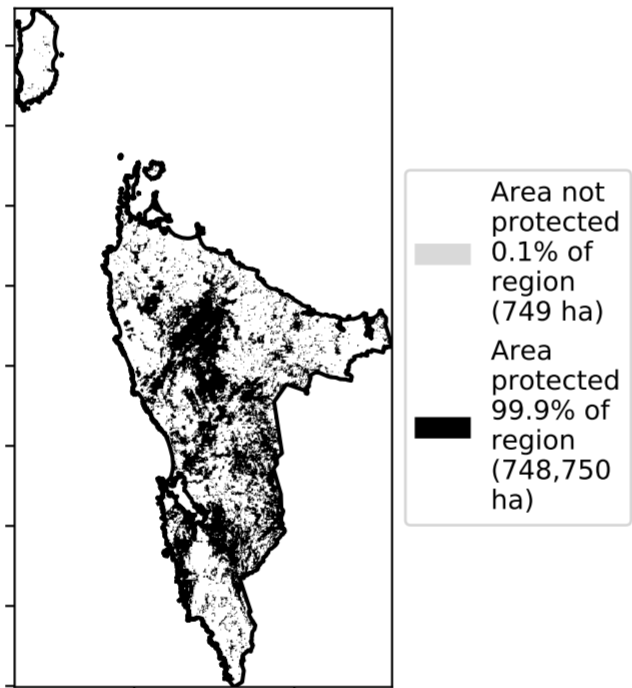 Area not
protected
0.1% of
region
(749 ha)
Area
protected
99.9% of
region
(748,750
ha)